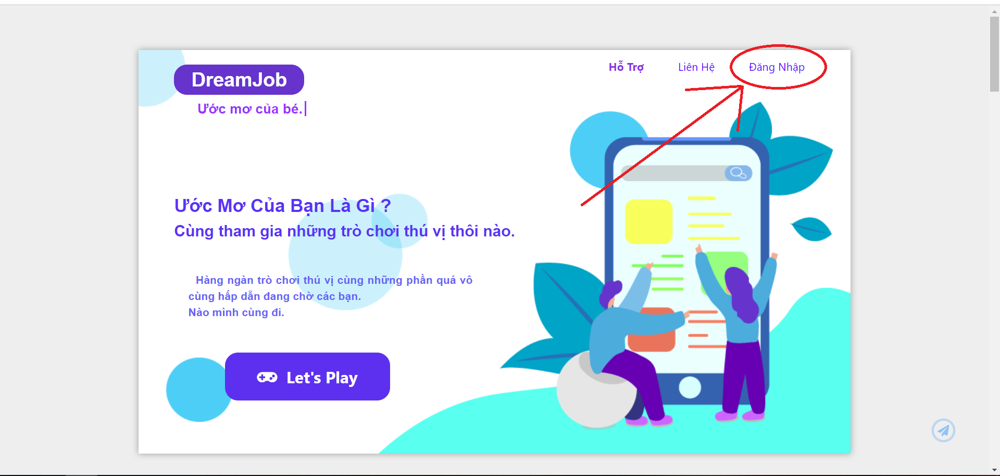 Hỗ Trợ Liên Hệ Đăng Nhập
DreamJob
Ước mơ của bé.
Ước Mơ Của Bạn Là Gì ?
Cùng tham gia những trò chơi thú vị thôi nào.
Hàng ngàn trò chơi thú vị cùng những phần quá vô
cùng hấp dẫn đang chờ các bạn.
Nào mình cùng đi.
Let's Play